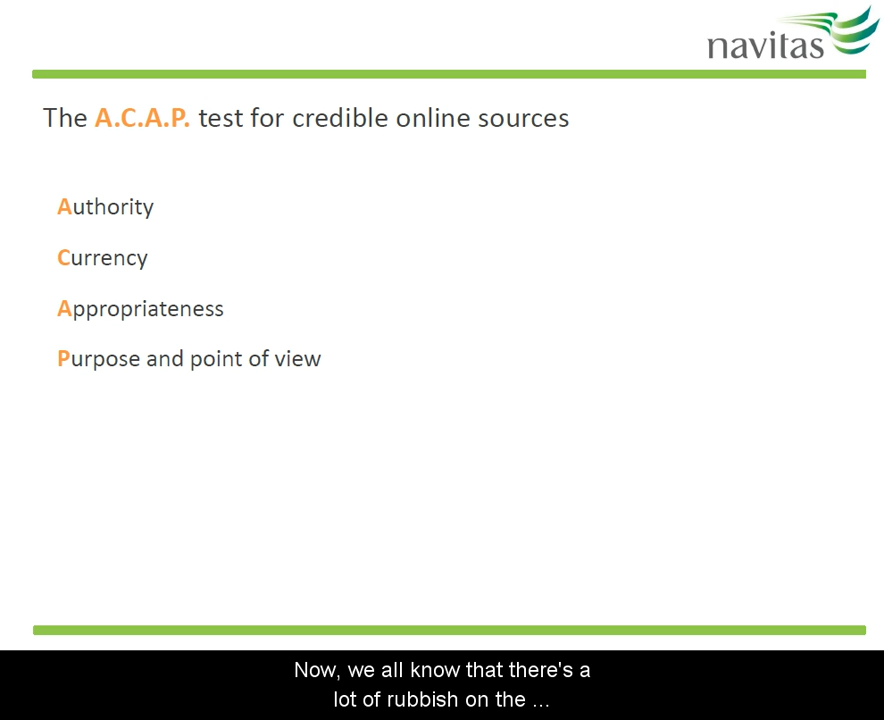 navitas
The A.C.A.P. test for credible online sources
Authority
Currency
Appropriateness
Purpose and point of view
Now, we all know that there's a
lot of rubbish on the ...